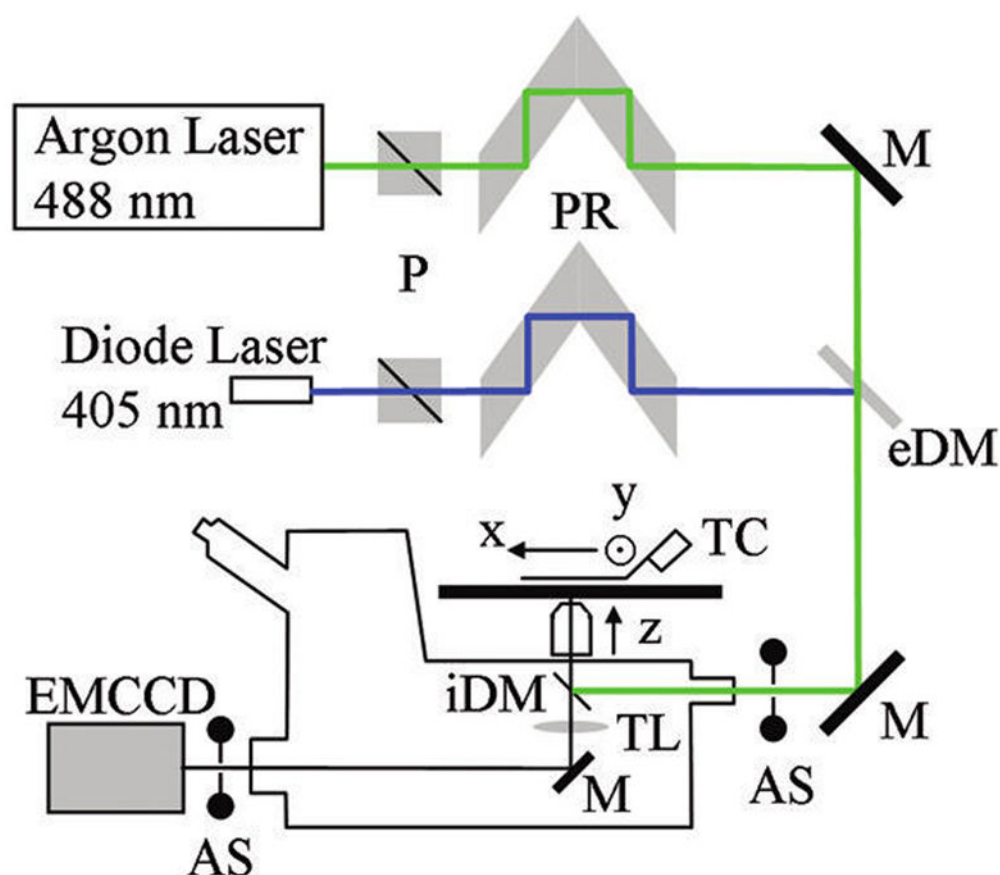 Argon Laser
488 nm
M
PR
P
Diode Laser
405 nm
eDM
y
x
TC
z
EMCCD
iDM
TL
M
M
AS
AS